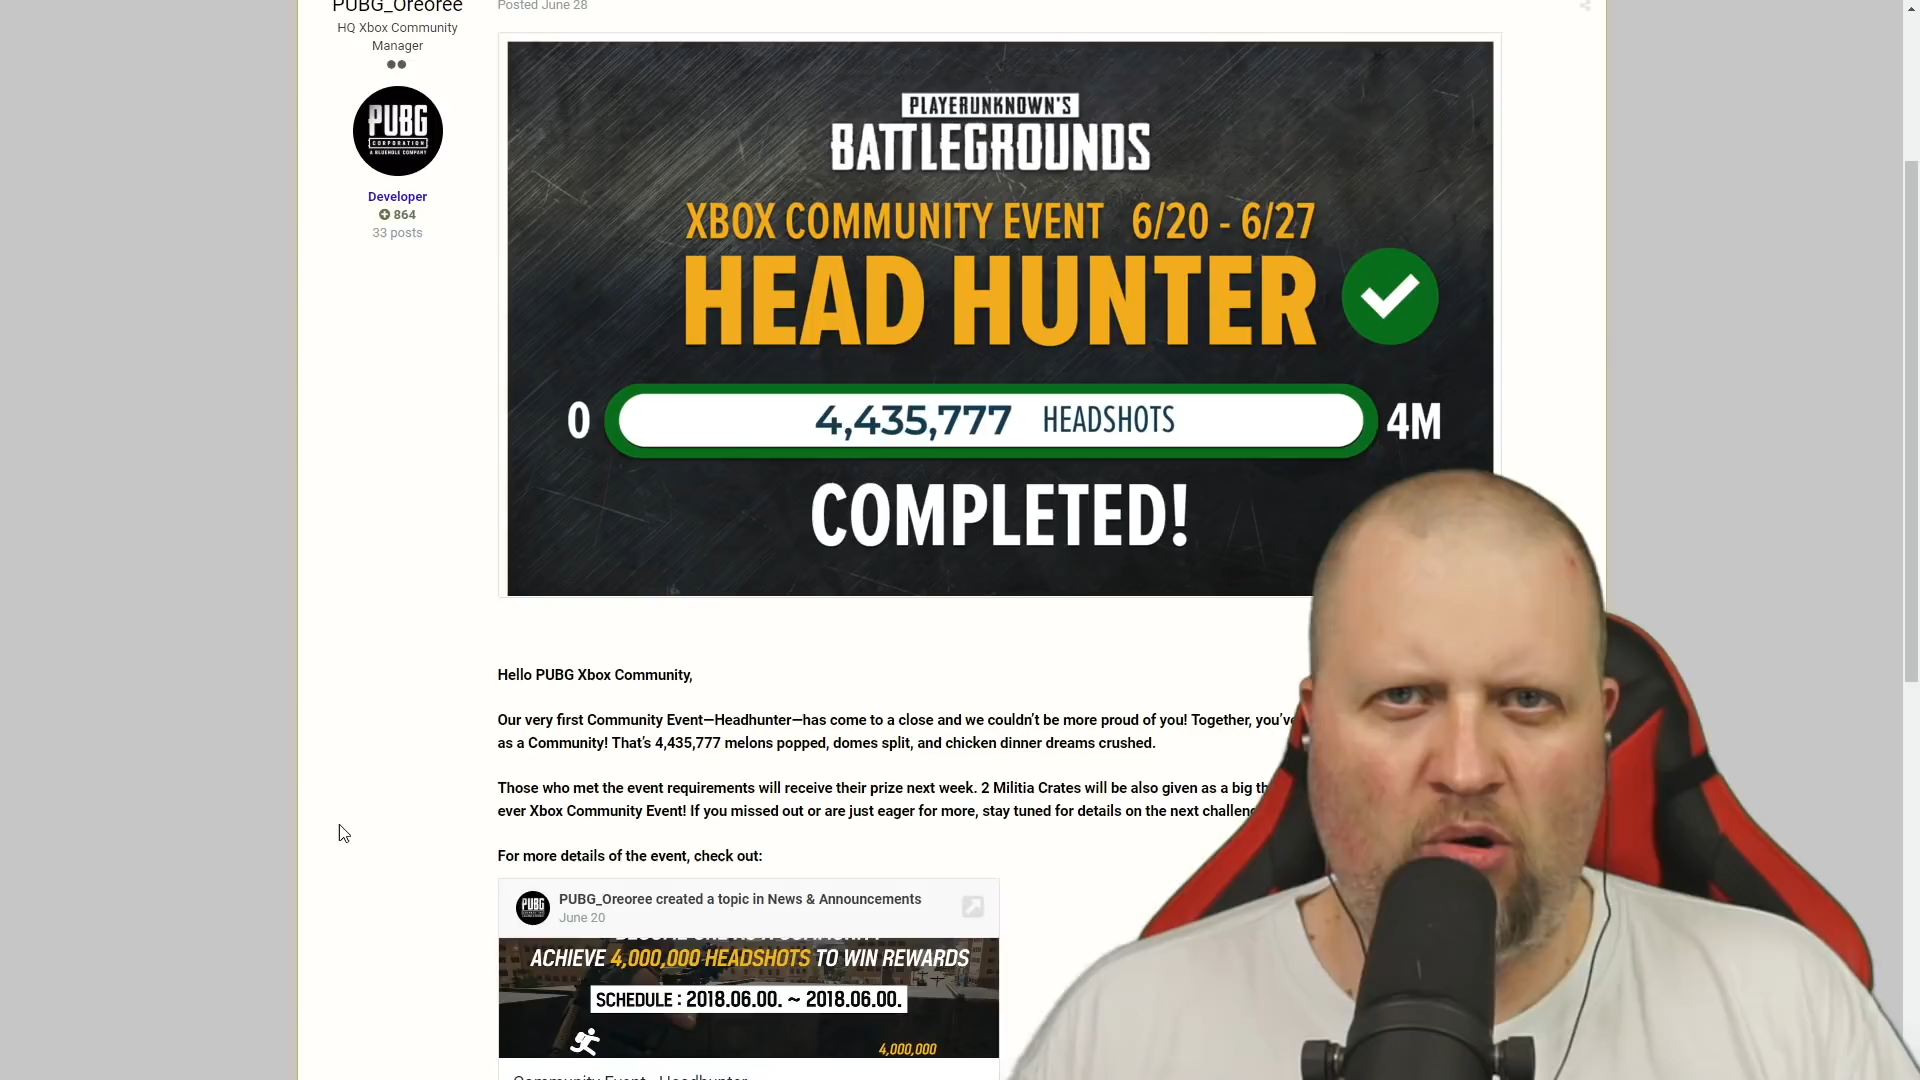 PUBG_Oreoree
HQ Xbox Community
Manager
PUBG
CORPORATION
A BLUEHOLE COMPANY
Developer
864
33 posts
Posted June 28
PLAYERUNKNOWN'S
BATTLEGROUNDS
XBOX COMMUNITY EVENT 6/20 - 6/27
HEAD HUNTER
0 4,435,777 HEADSHOTS 4M
COMPLETED!
Hello PUBG Xbox Community,
Our very first Community Event—Headhunter—has come to a close and we couldn’t be more proud of you! Together, you’ve
as a Community! That’s 4,435,777 melons popped, domes split, and chicken dinner dreams crushed.
Those who met the event requirements will receive their prize next week. 2 Militia Crates will be also given as a big
ever Xbox Community Event! If you missed out or are just eager for more, stay tuned for details on the next
For more details of the event, check out:
PUBG
PUBG_Oreoree created a topic in News & Announcements
June 20
ACHIEVE 4,000,000 HEADSHOTS TO WIN REWARDS
SCHEDULE : 2018.06.00. ~ 2018.06.00.
4,000,000
Community Event - Headhunter